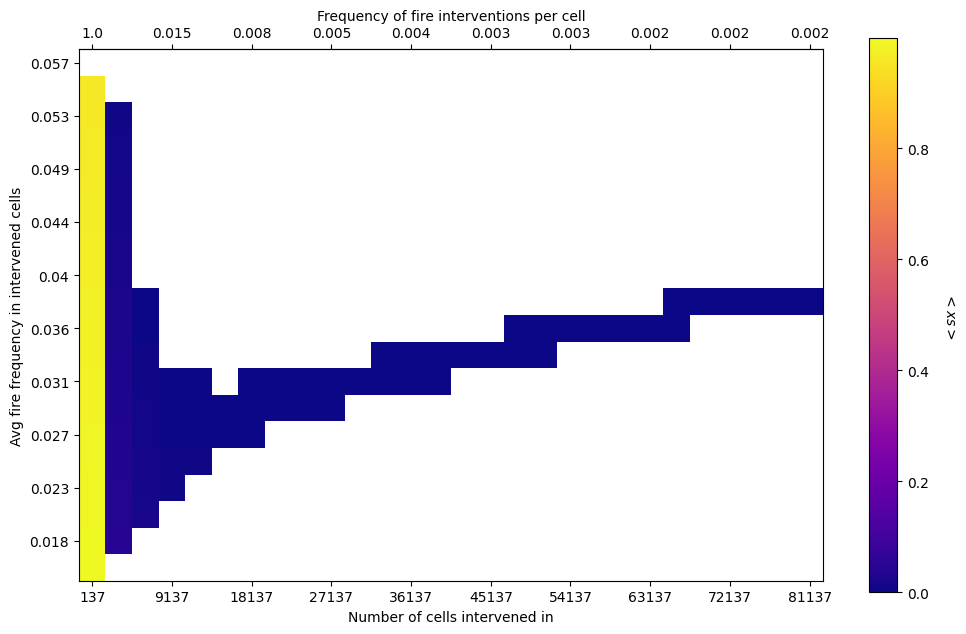 Frequency of fire interventions per cell
1.0 0.015 0.008 0.005 0.004 0.003 0.003 0.002 0.002 0.002
0.057
0.053
0.049
0.044
0.04
0.036
0.031
0.027
0.023
0.018
Avg fire frequency in intervened cells
137 9137 18137 27137 36137 45137 54137 63137 72137 81137
Number of cells intervened in
0.8
0.6
0.4
0.2
0.0
< sx >